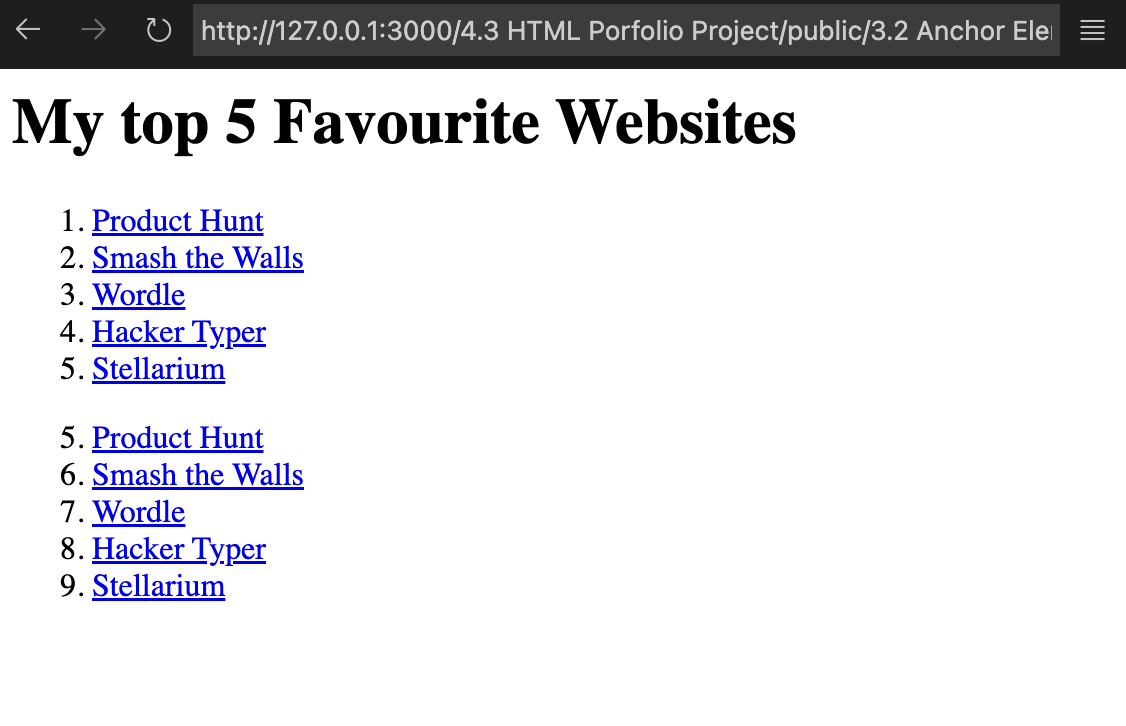 http://127.0.0.1:3000/4.3 HTML Porfolio Project/public/3.2 Anchor Ele
My top 5 Favourite Websites
1. Product Hunt
2. Smash the Walls
3. Wordle
4. Hacker Typer
5. Stellarium
5. Product Hunt
6. Smash the Walls
7. Wordle
8. Hacker Typer
9. Stellarium